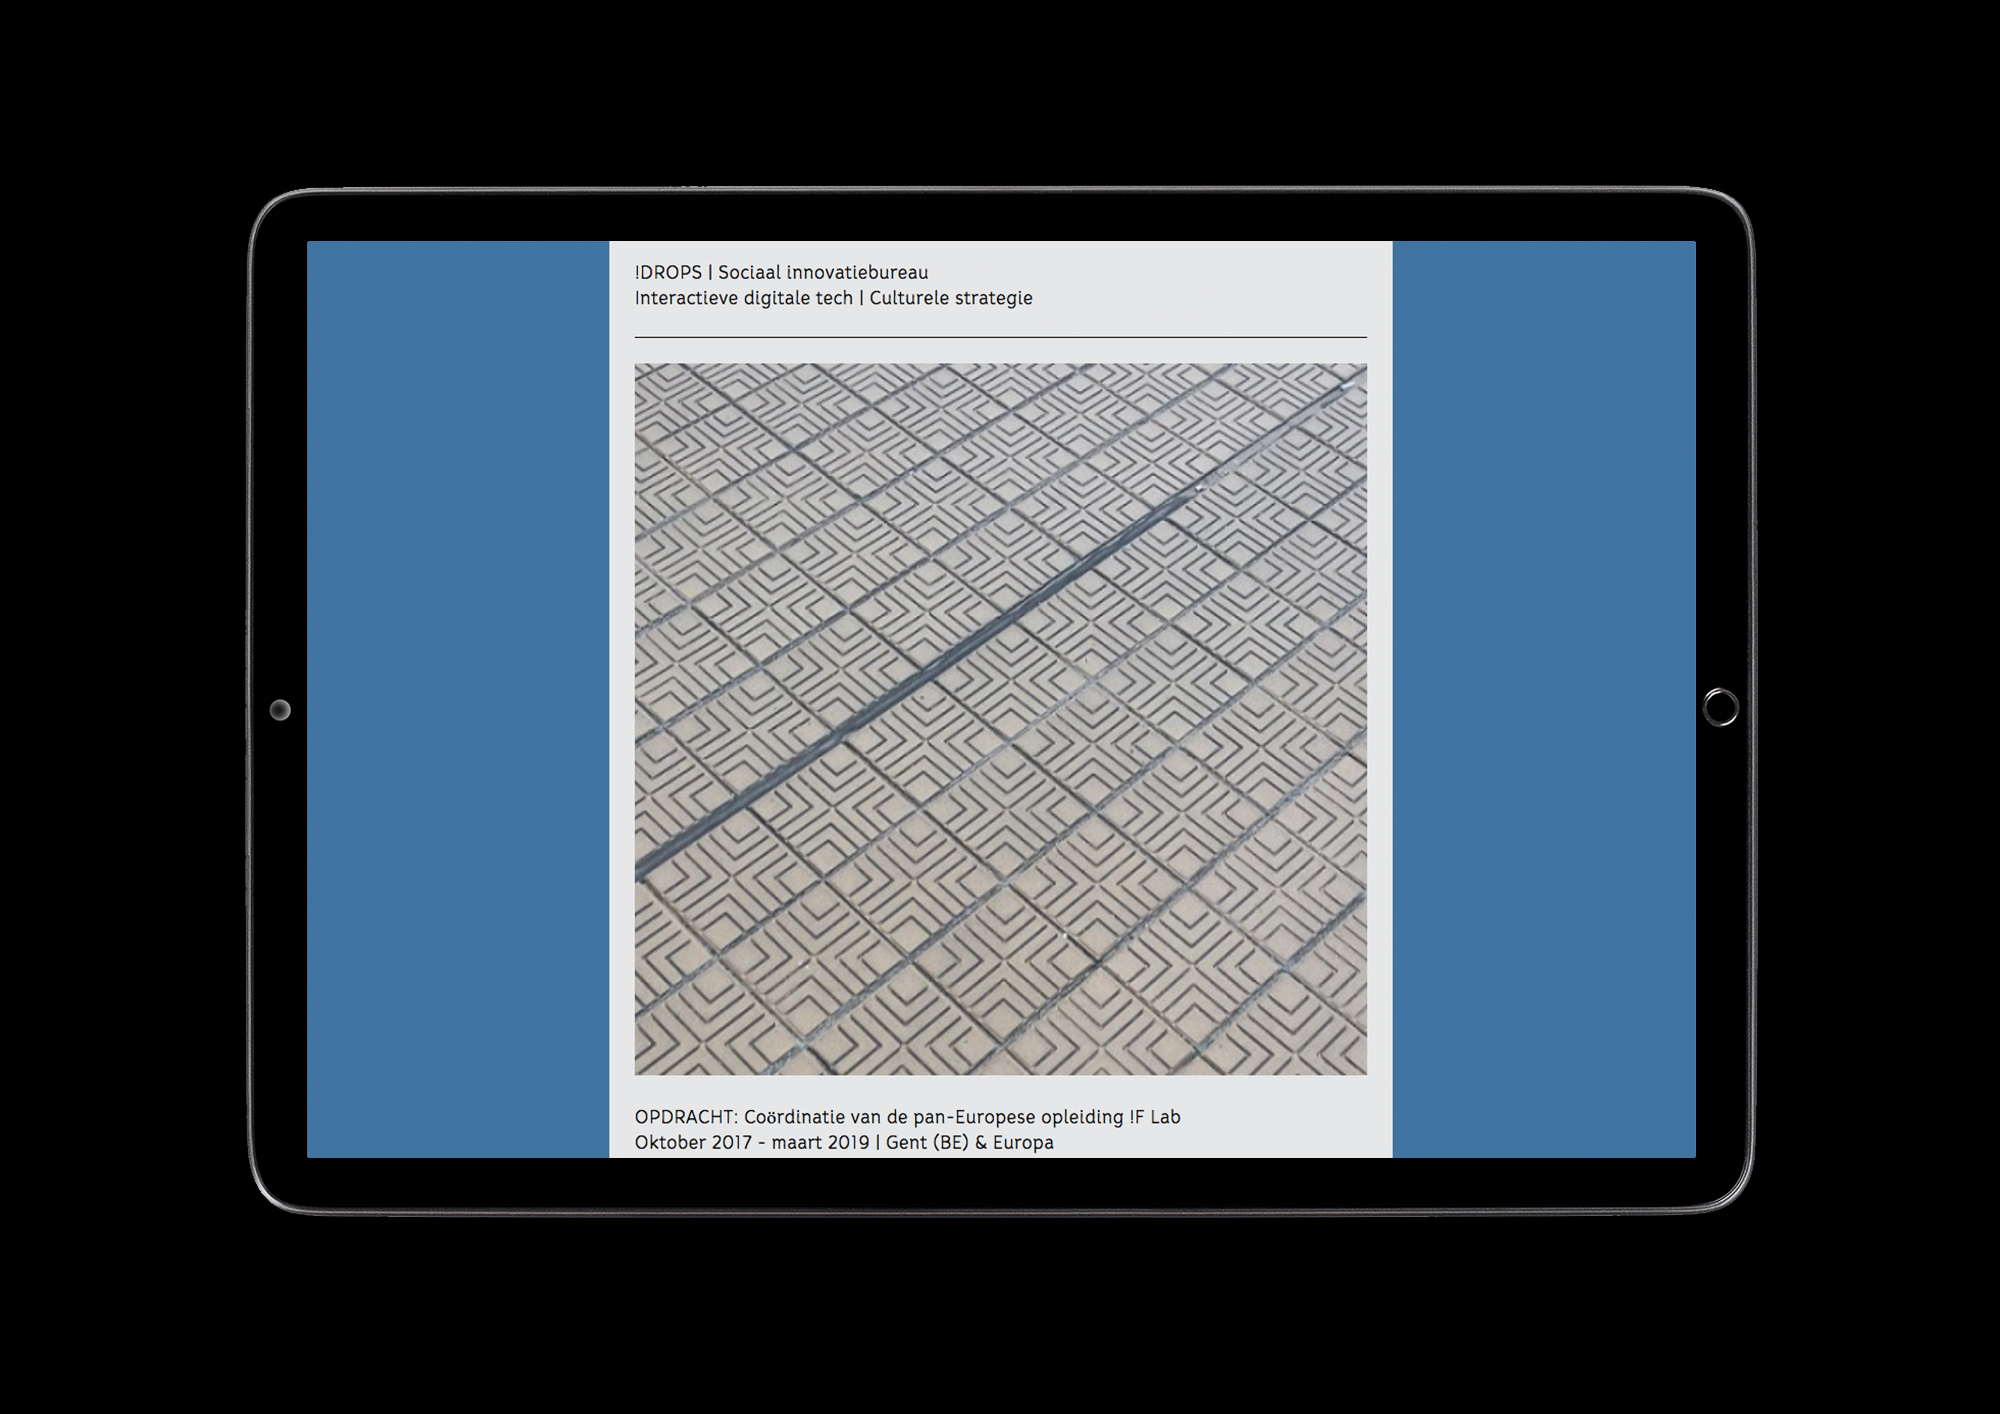 !DROPS | Sociaal innovatiebureau
Interactieve digitale tech | Culturele strategie
OPDRACHT: Coördinatie van de pan-Europese opleiding !F Lab
Oktober 2017 - maart 2019 | Gent (BE) & Europa